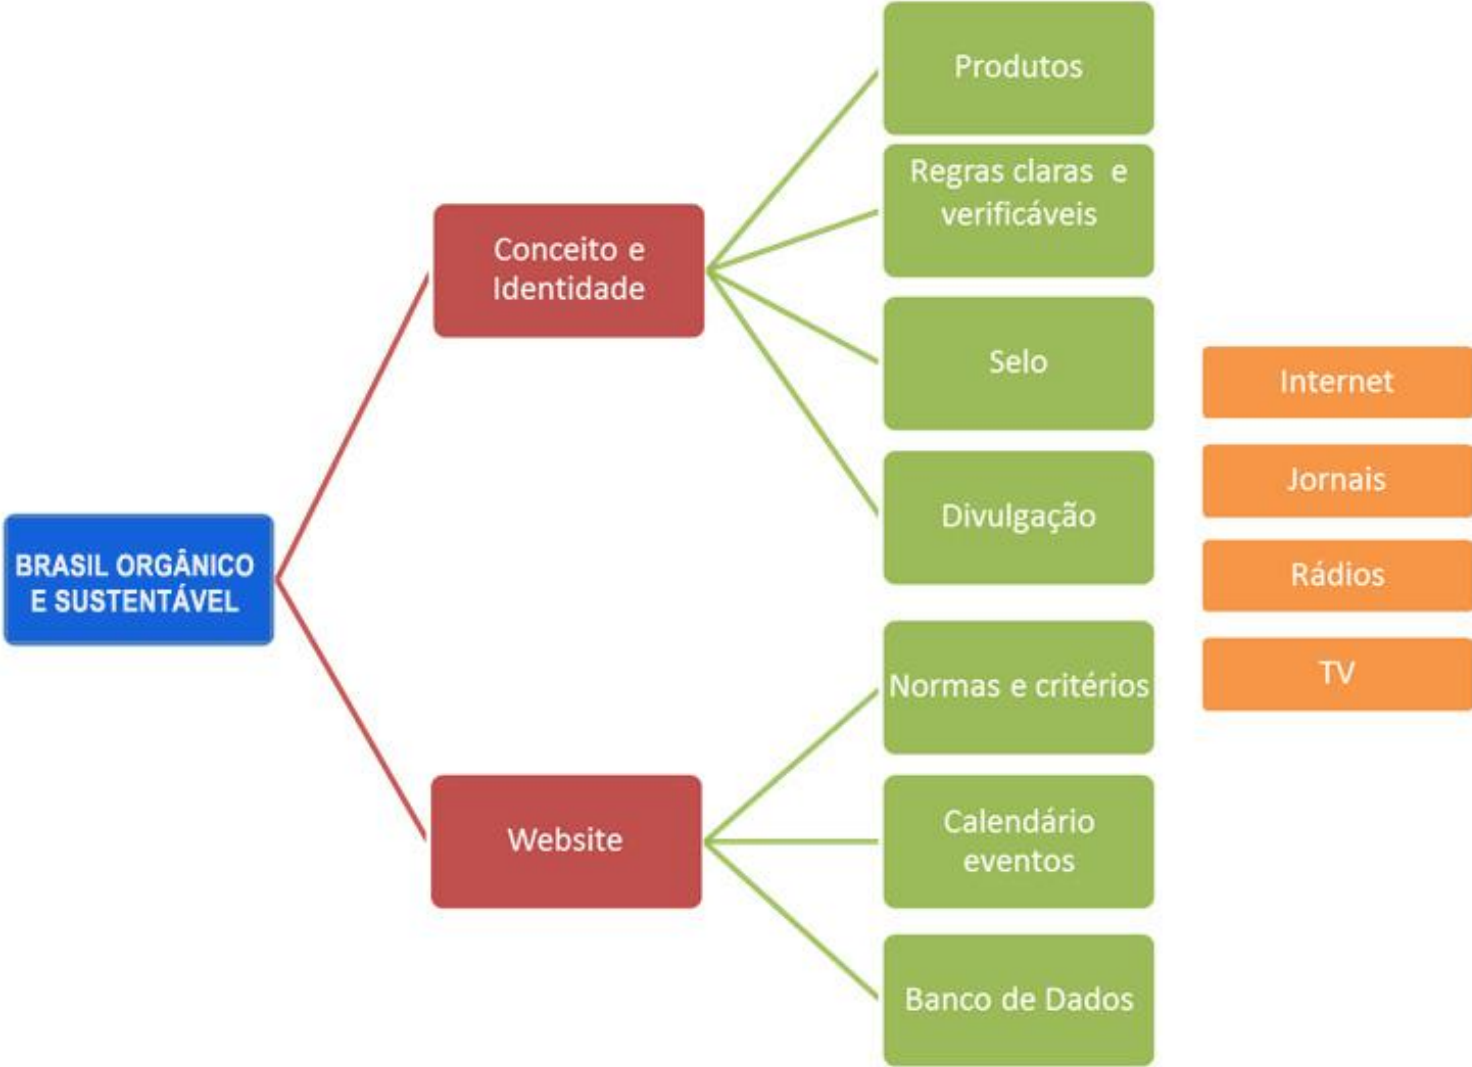 BRASIL ORGÂNICO
E SUSTENTÁVEL
Conceito e
Identidade
Website
Produtos
Regras claras e
verificáveis
Selo
Divulgação
Normas e critérios
Calendário
eventos
Banco de Dados
Internet
Jornais
Rádios
TV